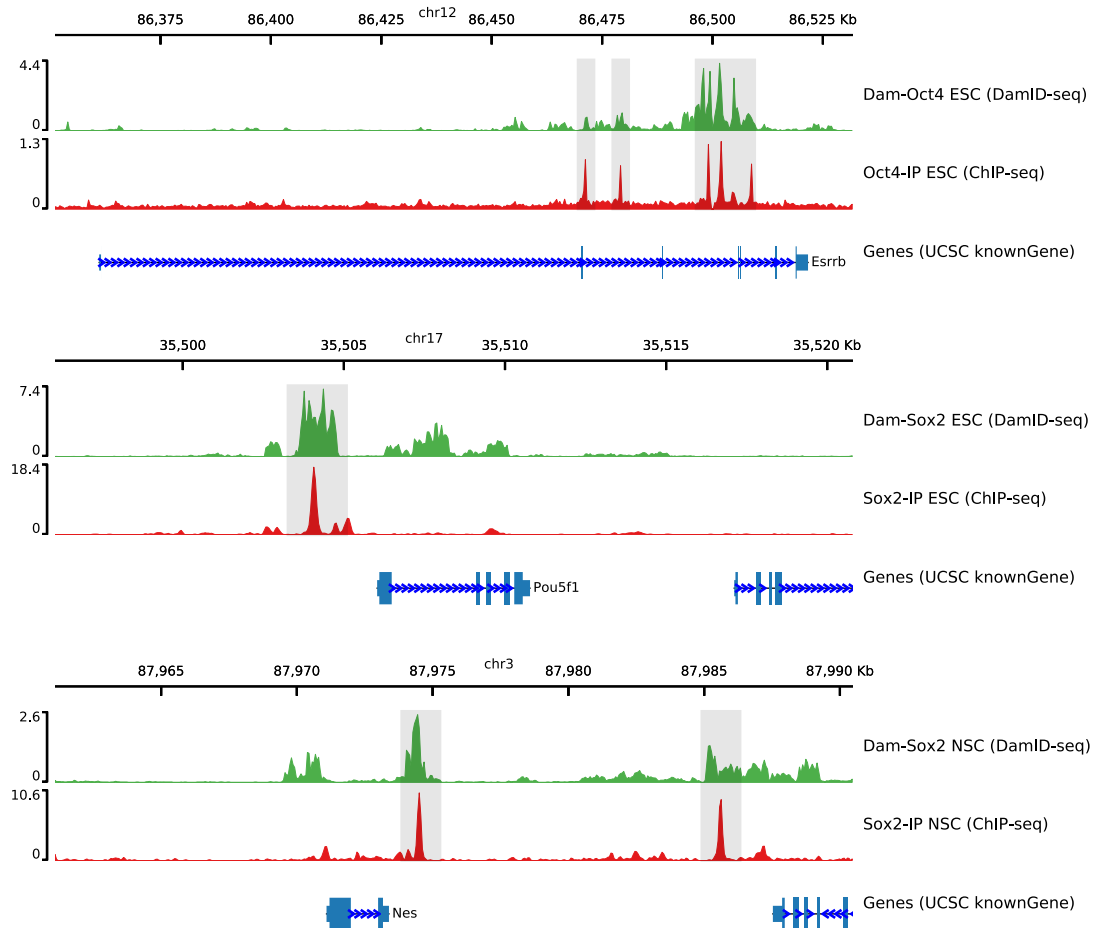 86,375 86,400 86,425 86,450 chr12 86,475 86,500 86,525 Kb
4.4
Dam-Oct4 ESC (DamID-seq)
0
1.3
Oct4-IP ESC (ChIP-seq)
0
Genes (UCSC knownGene)
Esrrb
35,500 35,505 chr17 35,510 35,515 35,520 Kb
7.4
Dam-Sox2 ESC (DamID-seq)
0
18.4
Sox2-IP ESC (ChIP-seq)
0
Genes (UCSC knownGene)
Pou5f1
87,965 87,970 87,975 chr3 87,980 87,985 87,990 Kb
2.6
Dam-Sox2 NSC (DamID-seq)
0
10.6
Sox2-IP NSC (ChIP-seq)
0
Genes (UCSC knownGene)
Nes